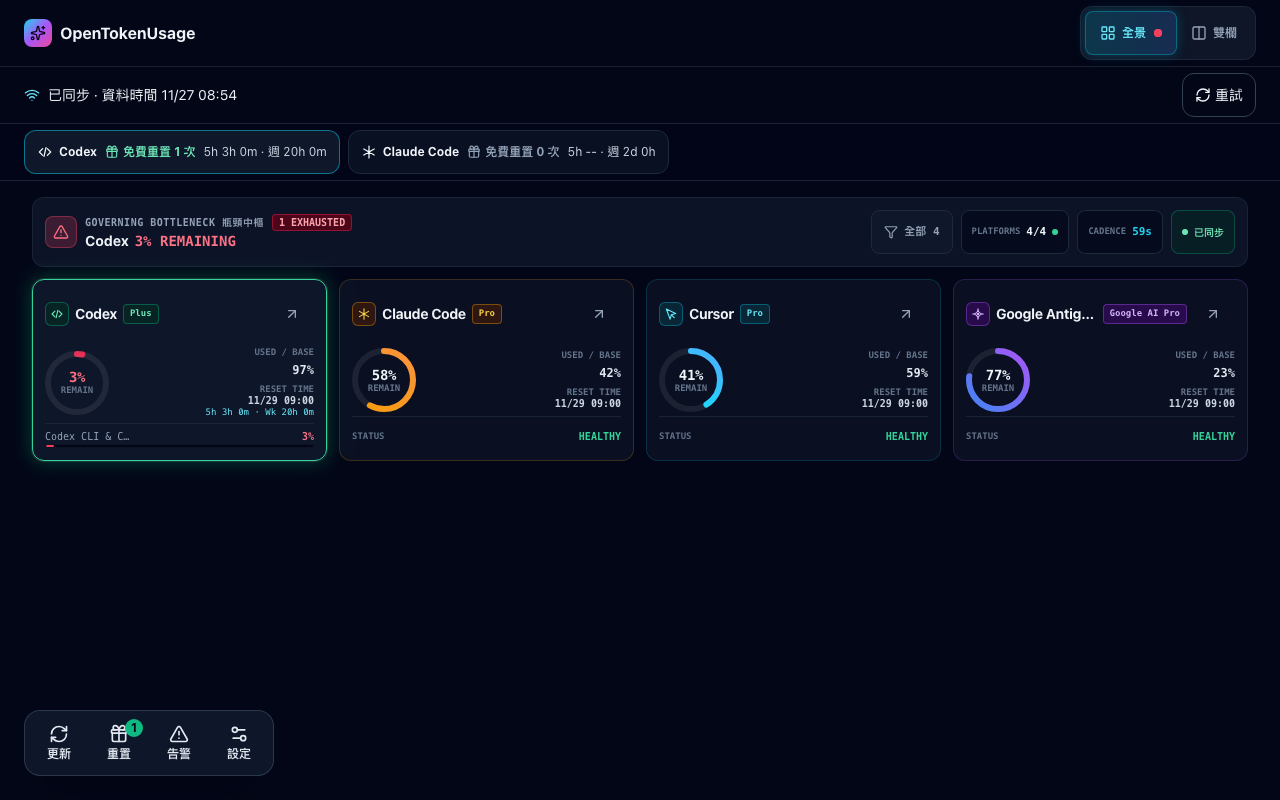 OpenTokenUsage
全景
雙欄
已同步 · 資料時間 11/27 08:54
重試
Codex 免費重置 1 次 5h 3h 0m · 週 20h 0m
Claude Code 免費重置 0 次 5h -- · 週 2d 0h
GOVERNING BOTTLENECK 瓶頸中樞 1 EXHAUSTED
Codex 3% REMAINING
全部 4
PLATFORMS 4/4
CADENCE 59s
已同步
Codex Plus
3%
REMAIN
USED / BASE
97%
RESET TIME
11/29 09:00
5h 3h 0m · Wk 20h 0m
Codex CLI & C… 3%
Claude Code Pro
58%
REMAIN
USED / BASE
42%
RESET TIME
11/29 09:00
STATUS HEALTHY
Cursor Pro
41%
REMAIN
USED / BASE
59%
RESET TIME
11/29 09:00
STATUS HEALTHY
Google Antig... Google AI Pro
77%
REMAIN
USED / BASE
23%
RESET TIME
11/29 09:00
STATUS HEALTHY
更新
重置 1
告警
設定